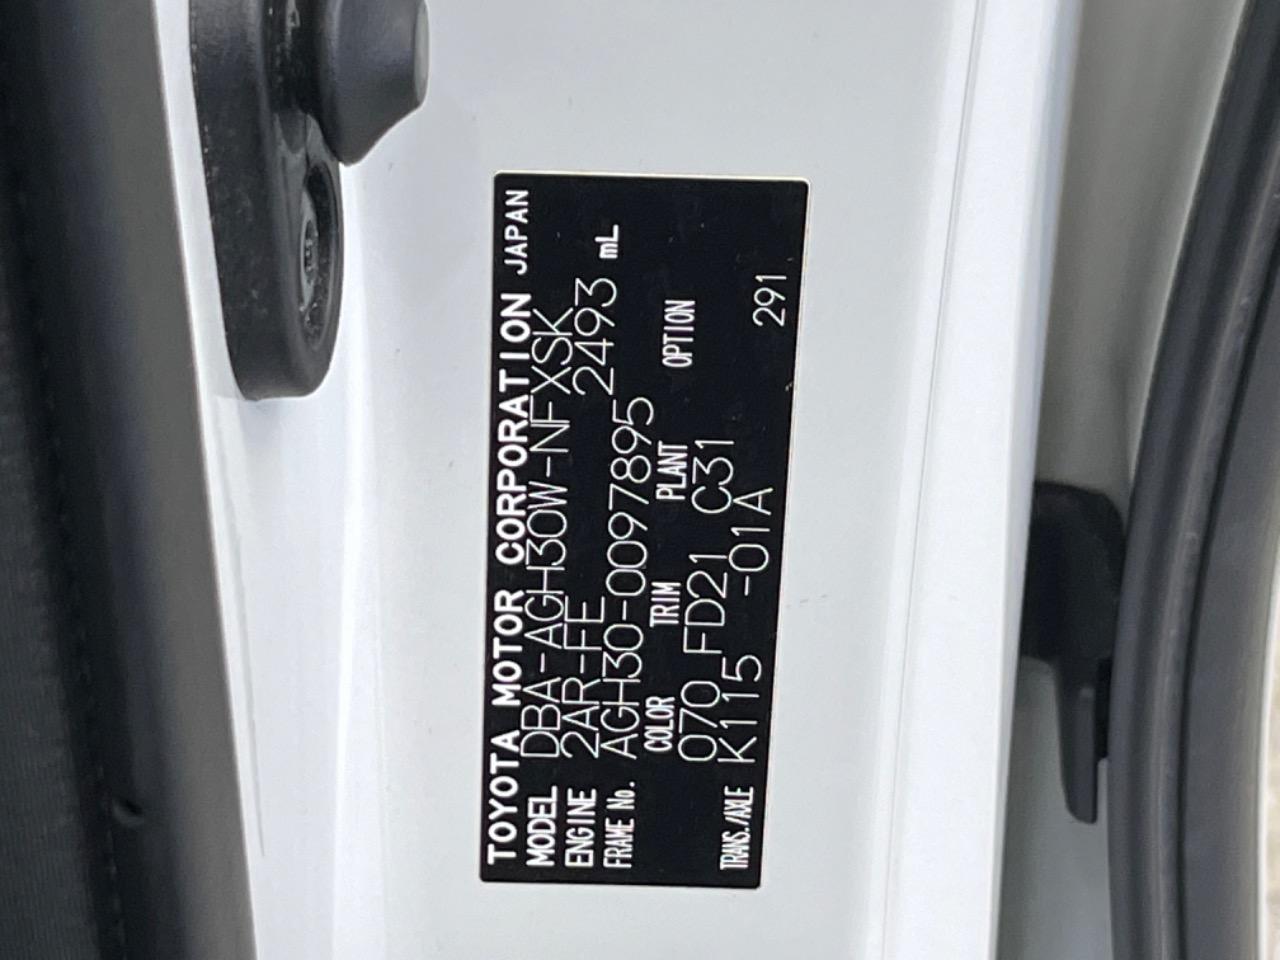 TOYOTA MOTOR CORPORATION JAPAN
MODEL DBA-AGH30W-NFXSK
ENGINE 2AR-FE 2493 mL
FRAME No. AGH30-0097895
COLOR TRIM PLANT OPTION
070 FD21 C31
TRANS./AXLE K115 -01A 291